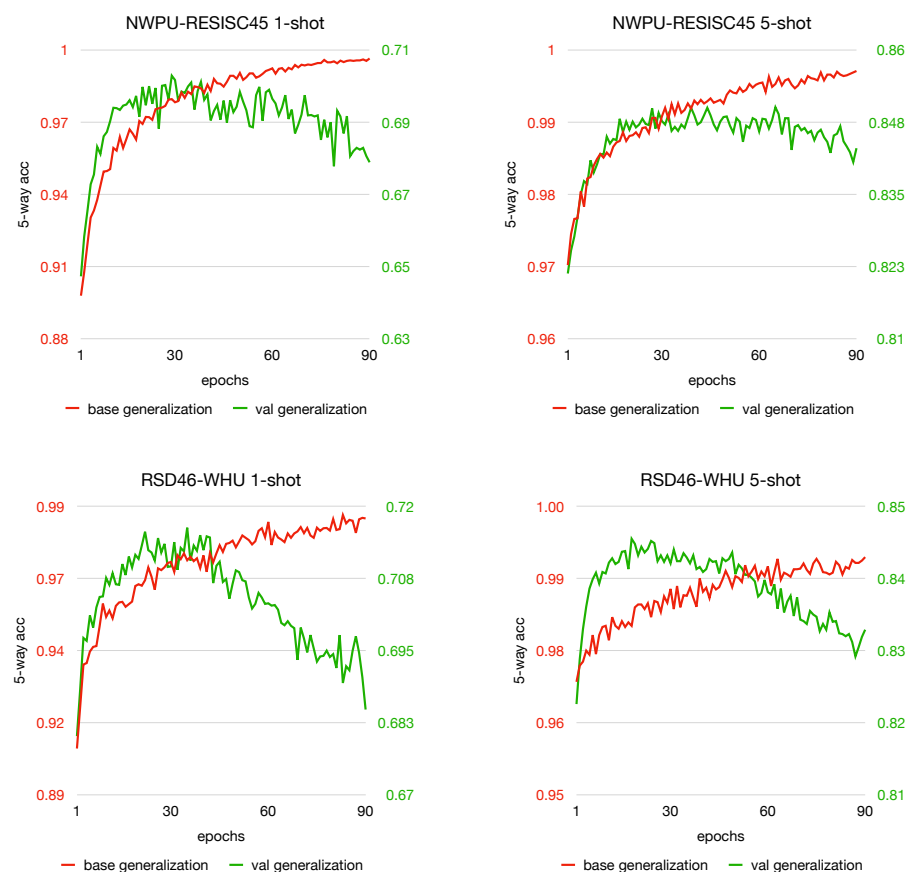 NWPU-RESISC45 1-shot
1
0.97
0.94
0.91
0.88
5-way acc
0.71
0.69
0.67
0.65
0.63
1 30 60 90
epochs
base generalization val generalization
NWPU-RESISC45 5-shot
1
0.99
0.98
0.97
0.96
5-way acc
0.86
0.848
0.835
0.823
0.81
1 30 60 90
epochs
base generalization val generalization
RSD46-WHU 1-shot
0.99
0.97
0.94
0.92
0.89
5-way acc
0.72
0.708
0.695
0.683
0.67
1 30 60 90
epochs
base generalization val generalization
RSD46-WHU 5-shot
1.00
0.99
0.98
0.96
0.95
5-way acc
0.85
0.84
0.83
0.82
0.81
1 30 60 90
epochs
base generalization val generalization